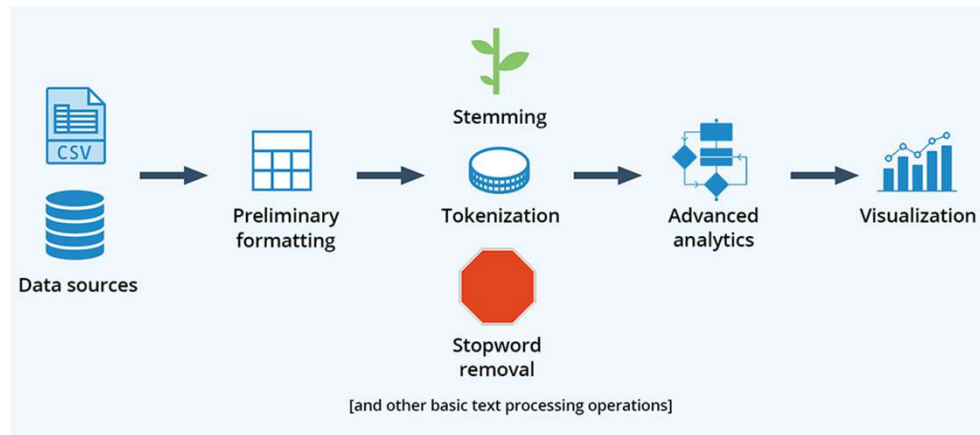 CSV
Data sources
Preliminary
formatting
Stemming
Tokenization
Stopword
removal
[and other basic text processing operations]
Advanced
analytics
Visualization